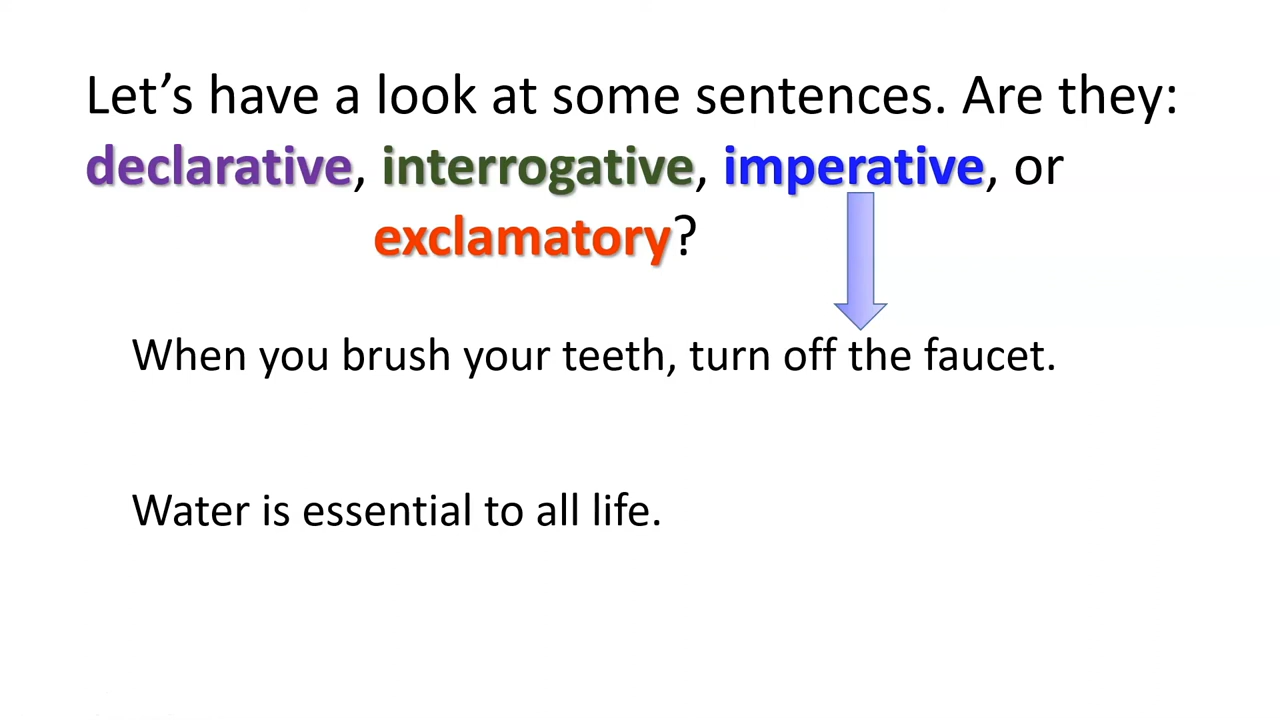 Let’s have a look at some sentences. Are they:
declarative, interrogative, imperative, or
exclamatory?
When you brush your teeth, turn off the faucet.
Water is essential to all life.